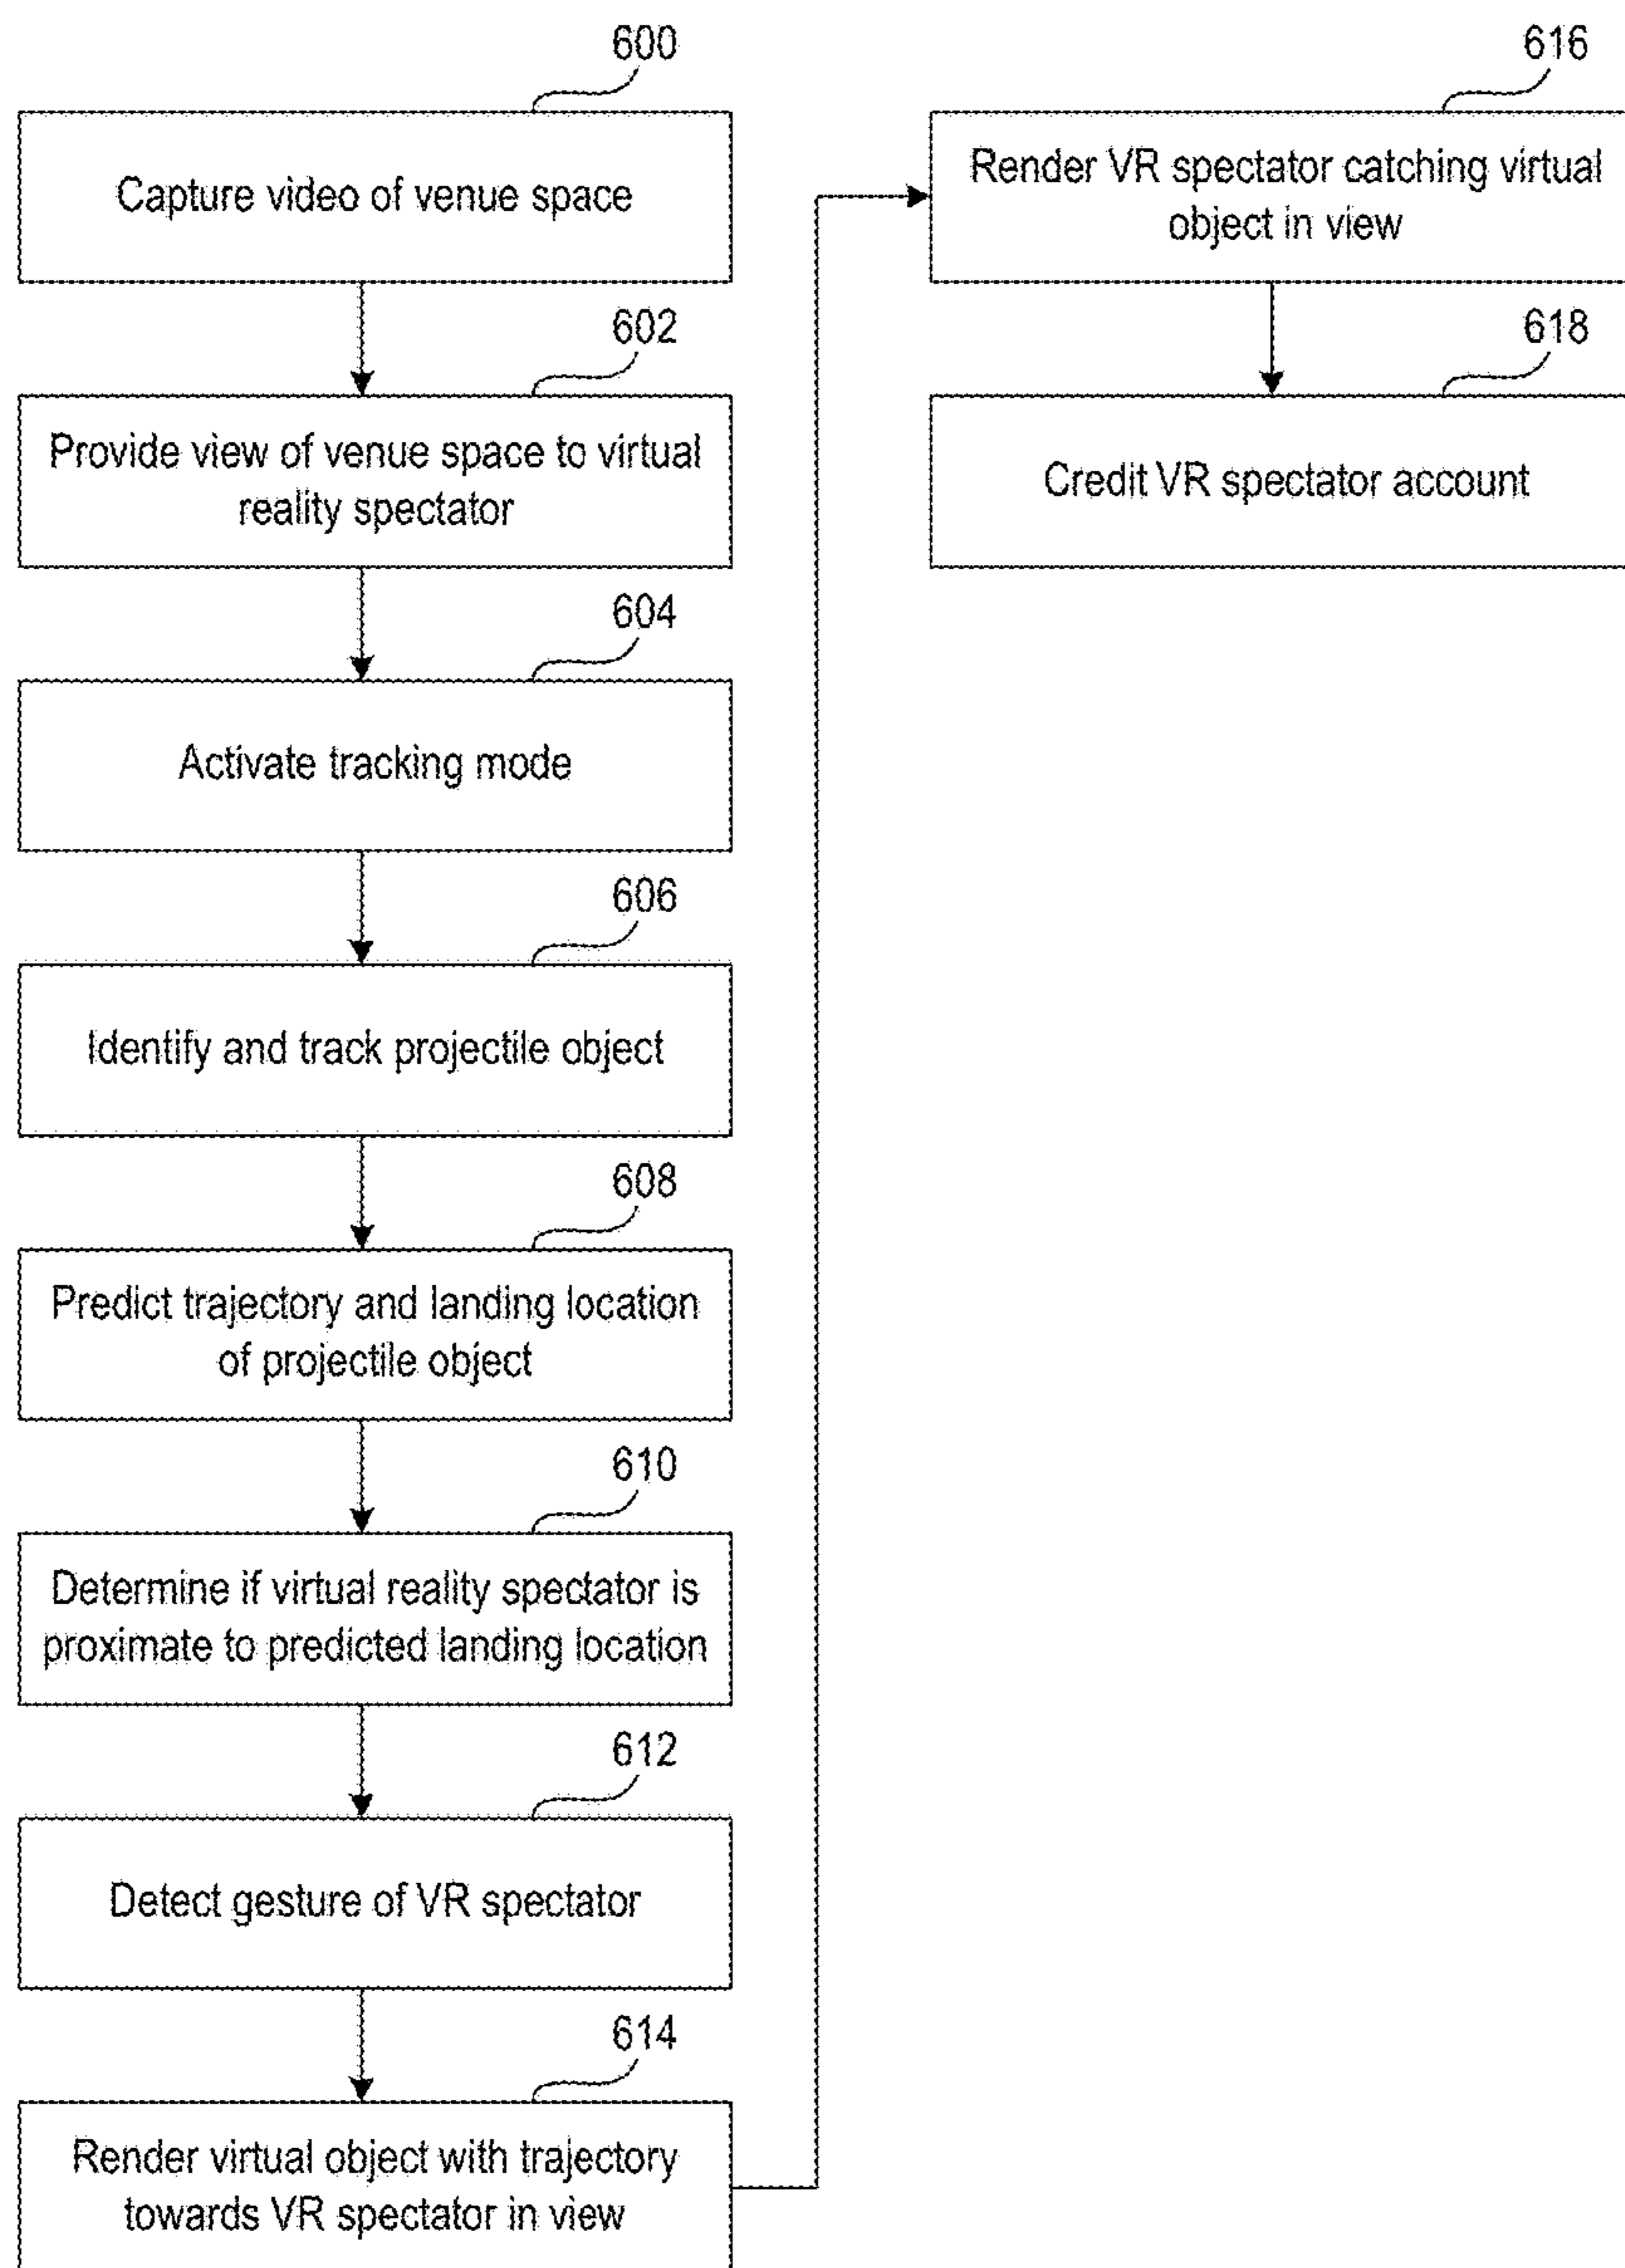 600
Capture video of venue space
602
Provide view of venue space to virtual
reality spectator
604
Activate tracking mode
606
Identify and track projectile object
608
Predict trajectory and landing location
of projectile object
610
Determine if virtual reality spectator is
proximate to predicted landing location
612
Detect gesture of VR spectator
614
Render virtual object with trajectory
towards VR spectator in view
616
Render VR spectator catching virtual
object in view
618
Credit VR spectator account